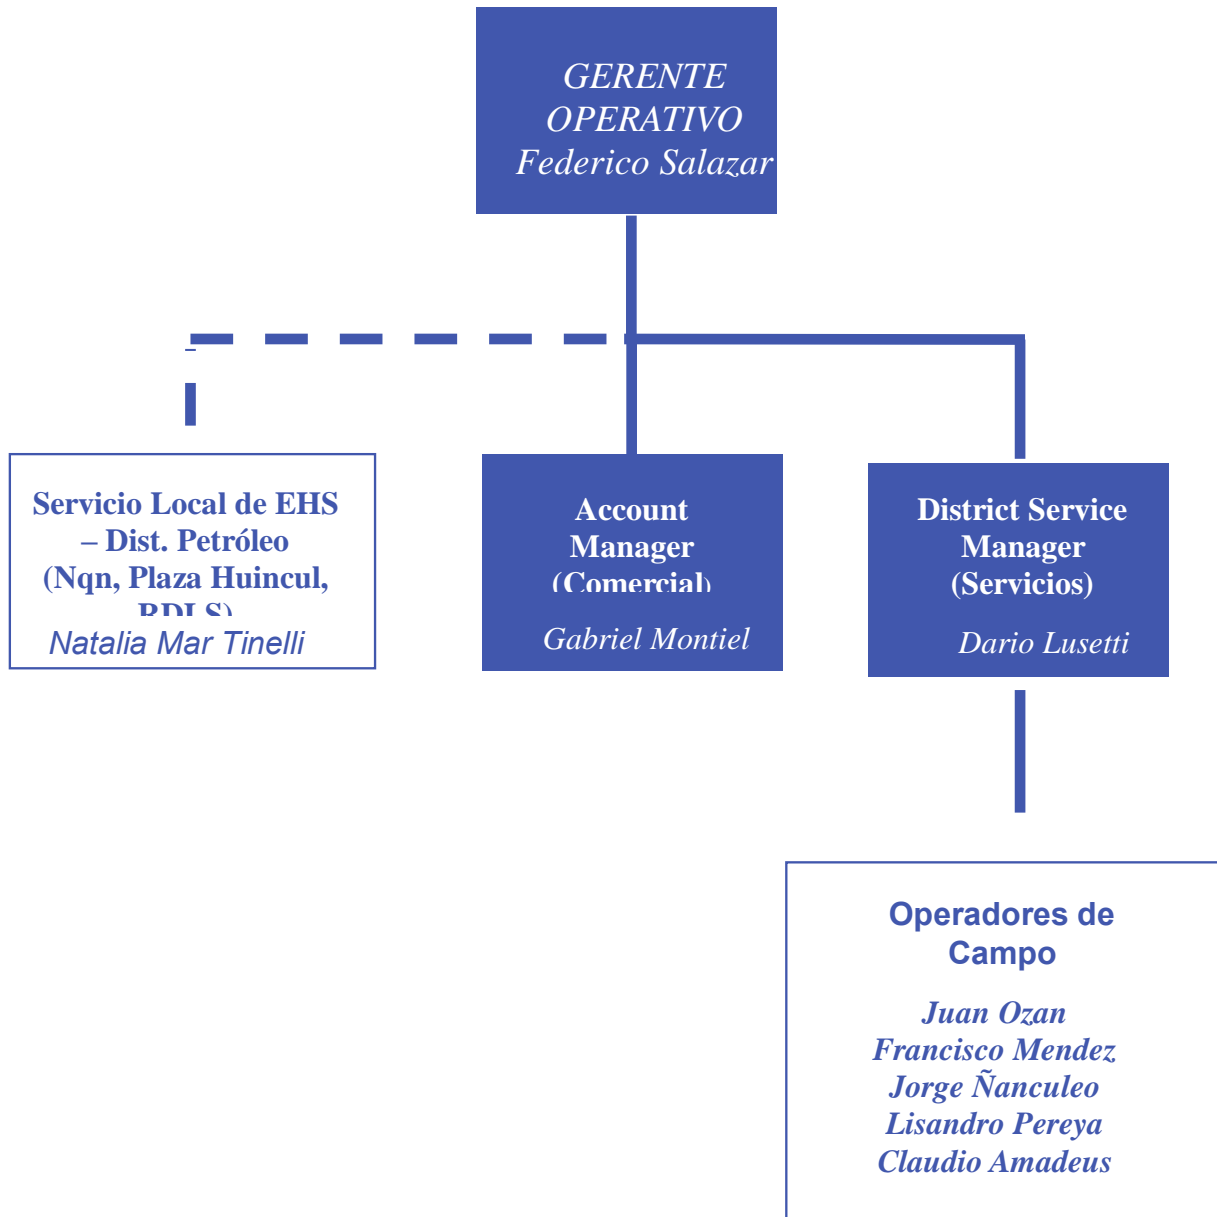 GERENTE
OPERATIVO
Federico Salazar
Servicio Local de EHS
– Dist. Petróleo
(Nqn, Plaza Huincul,
RDLS)
Natalia Mar Tinelli
Account
Manager
(Comercial)
Gabriel Montiel
District Service
Manager
(Servicios)
Dario Lusetti
Operadores de
Campo
Juan Ozan
Francisco Mendez
Jorge Ñanculeo
Lisandro Pereya
Claudio Amadeus